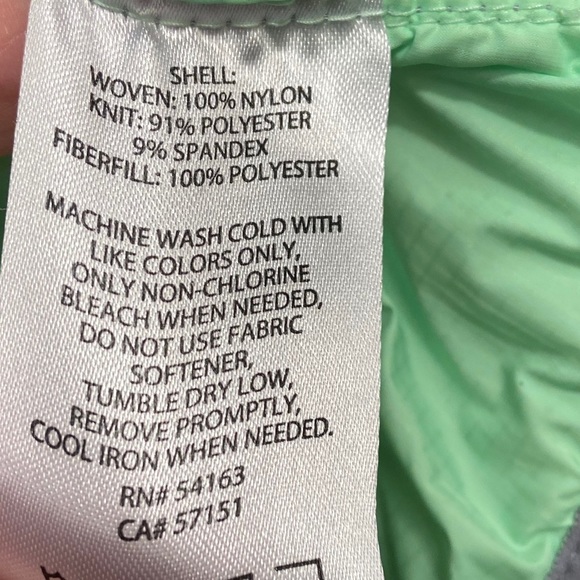 SHELL:
WOVEN: 100% NYLON
KNIT: 91% POLYESTER
9% SPANDEX
FIBERFILL: 100% POLYESTER
MACHINE WASH COLD WITH
LIKE COLORS ONLY,
ONLY NON-CHLORINE
BLEACH WHEN NEEDED,
DO NOT USE FABRIC
SOFTENER,
TUMBLE DRY LOW,
REMOVE PROMPTLY,
COOL IRON WHEN NEEDED.
RN# 54163
CA# 57151